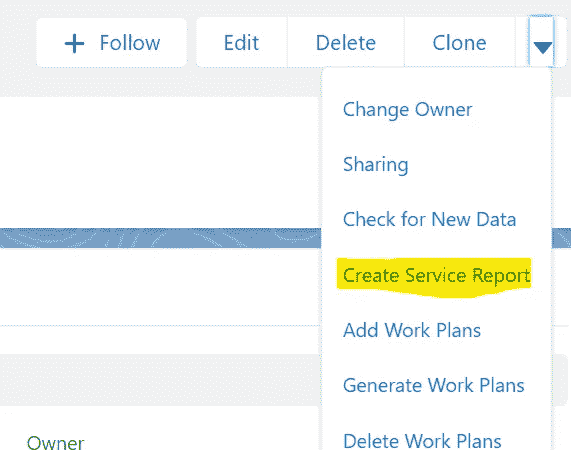 + Follow Edit Delete Clone
Change Owner
Sharing
Check for New Data
Create Service Report
Add Work Plans
Generate Work Plans
Delete Work Plans
Owner